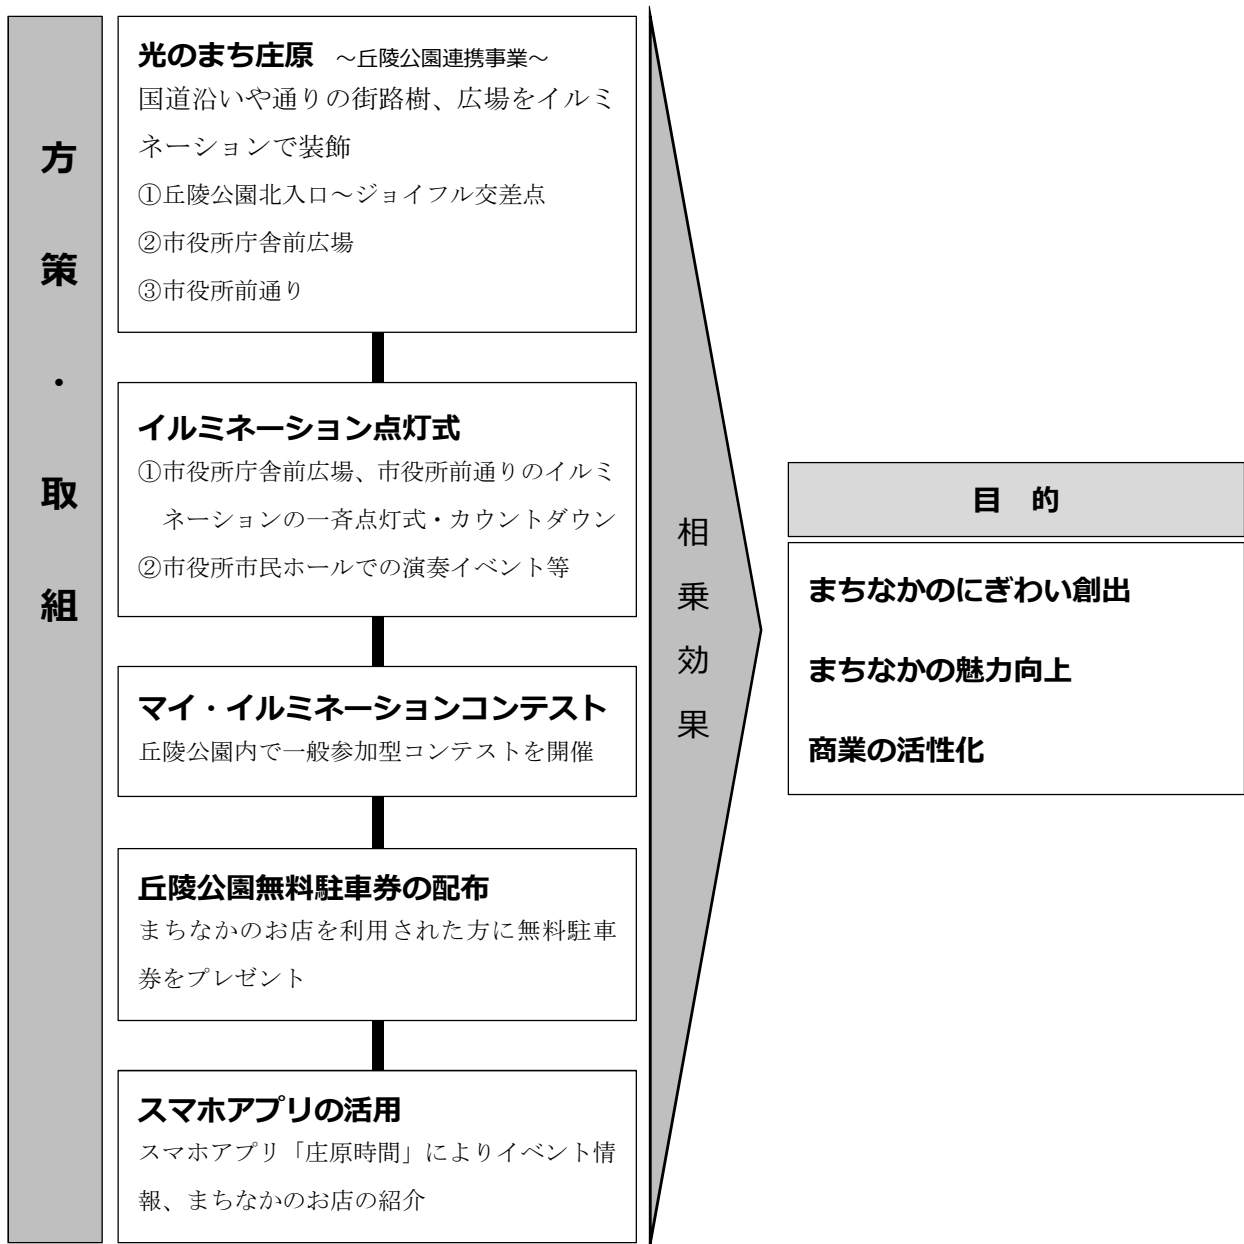 方策・取組
光のまち庄原 ～丘陵公園連携事業～
国道沿いや通りの街路樹、広場をイルミ
ネーションで装飾
①丘陵公園北入口～ジョイフル交差点
②市役所庁舎前広場
③市役所前通り
イルミネーション点灯式
①市役所庁舎前広場、市役所前通りのイルミ
ネーションの一斉点灯式・カウントダウン
②市役所市民ホールでの演奏イベント等
マイ・イルミネーションコンテスト
丘陵公園内で一般参加型コンテストを開催
丘陵公園無料駐車券の配布
まちなかのお店を利用された方に無料駐車
券をプレゼント
スマホアプリの活用
スマホアプリ「庄原時間」によりイベント情
報、まちなかのお店の紹介
相乗効果
目 的
まちなかのにぎわい創出
まちなかの魅力向上
商業の活性化